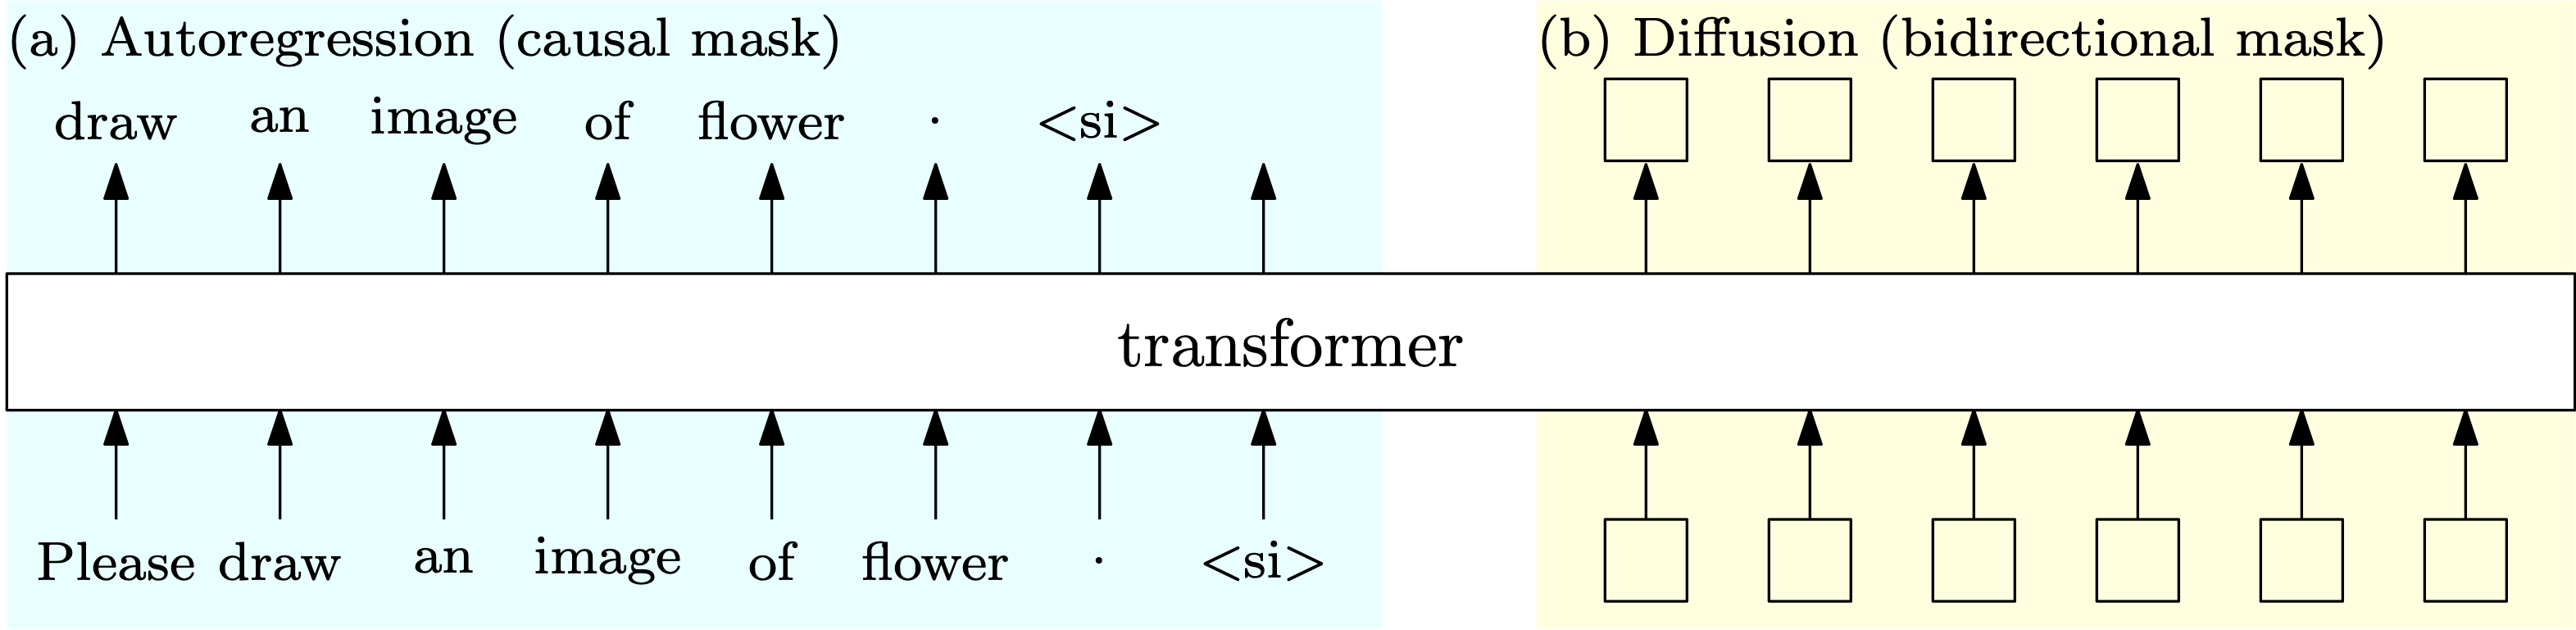 (a) Autoregression (causal mask) (b) Diffusion (bidirectional mask)
draw an image of flower · <si>
transformer
Please draw an image of flower · <si>